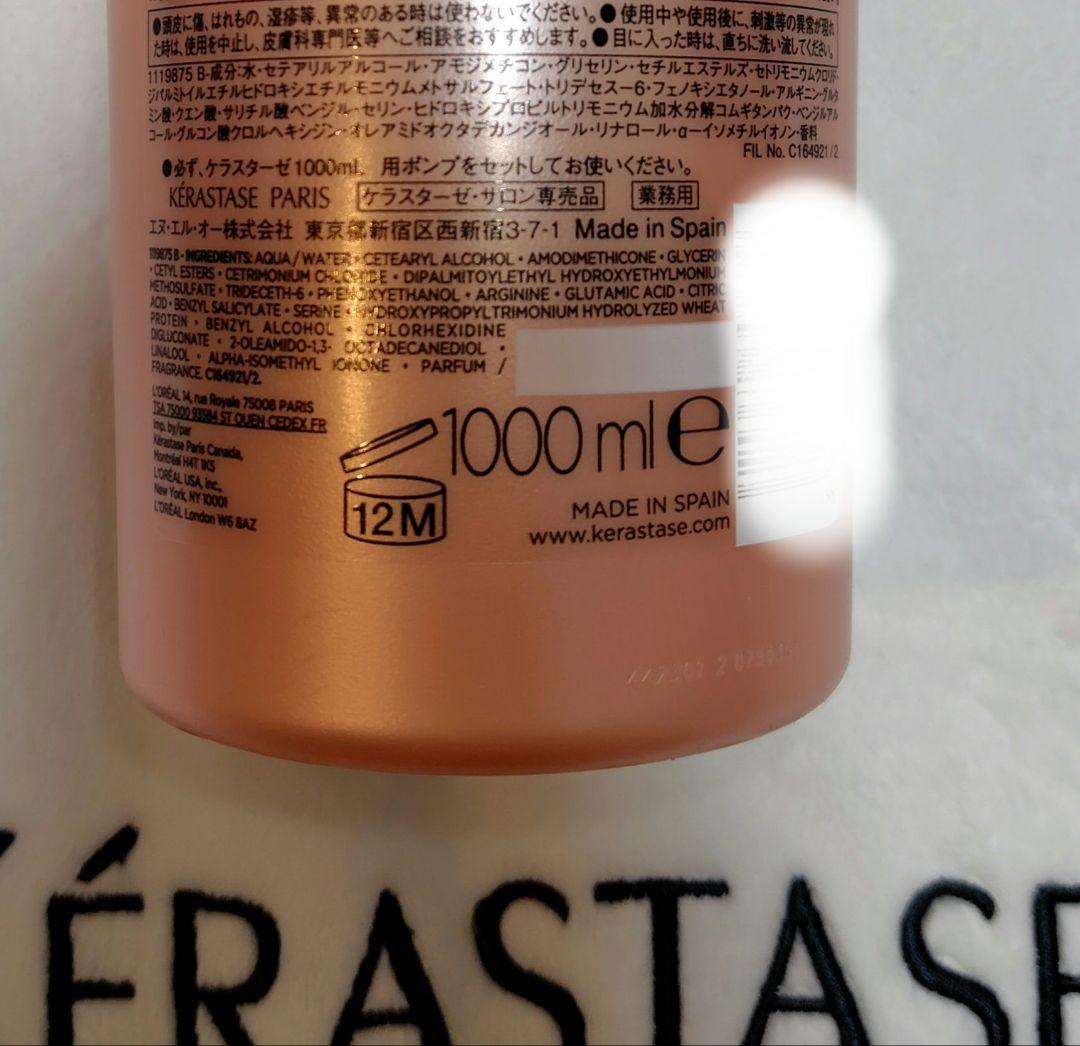 ●頭皮に傷、はれもの、湿疹等、異常のある時は使わないでください。●使用中や使用後に、刺激等の異常が現れ
た時は、使用を中止し、皮膚科専門医等へご相談をおすすめします。●目に入った時は、直ちに洗い流してください。
1119875 B-成分:水・セテアリルアルコール・アモジメチコン・グリセリン・セチルエステルズ・セトリモニウムクロリド・
ジパルミトイルエチルヒドロキシエチルモニウムメトサルフェート・トリデセス－6・フェノキシエタノール・アルギニン・グルタ
ミン酸・クエン酸・サリチル酸ベンジル・セリン・ヒドロキシプロピルトリモニウム加水分解コムギタンパク・ベンジルアル
コール・グルコン酸クロルヘキシジン・オレアミドオクタデカンジオール・リナロール・α－イソメチルイオノン・香料
FIL No. C164921/2
●必ず、ケラスターゼ1000mL 用ポンプをセットしてお使いください。
KÉRASTASE PARIS ケラスターゼ・サロン専売品 業務用
エヌ・エル・オー株式会社 東京都新宿区西新宿3-7-1 Made in Spain
1119875 B・INGREDIENTS: AQUA / WATER・CETEARYL ALCOHOL・AMODIMETHICONE・GLYCERIN
・CETYL ESTERS・CETRIMONIUM CHLORIDE・DIPALMITOYLETHYL HYDROXYETHYLMONIUM
METHOSULFATE・TRIDECETH-6・PHENOXYETHANOL・ARGININE・GLUTAMIC ACID・CITRIC
ACID・BENZYL SALICYLATE・SERINE・HYDROXYPROPYLTRIMONIUM HYDROLYZED WHEAT
PROTEIN・BENZYL ALCOHOL・CHLORHEXIDINE
DIGLUCONATE・2-OLEAMIDO-1,3-OCTADECANEDIOL・
LINALOOL・ALPHA-ISOMETHYL IONONE・PARFUM /
FRAGRANCE. C164921/2.
L'ORÉAL 14, rue Royale 75008 PARIS
TSA 75000 93584 ST OUEN CEDEX FR
Imp. by/par
Kérastase Paris Canada,
Montréal H4T 1K5
L'ORÉAL USA, Inc.,
New York, NY 10001
L'ORÉAL London W6 8AZ
1000 ml e
12M
MADE IN SPAIN
www.kerastase.com
KÉRASTASE